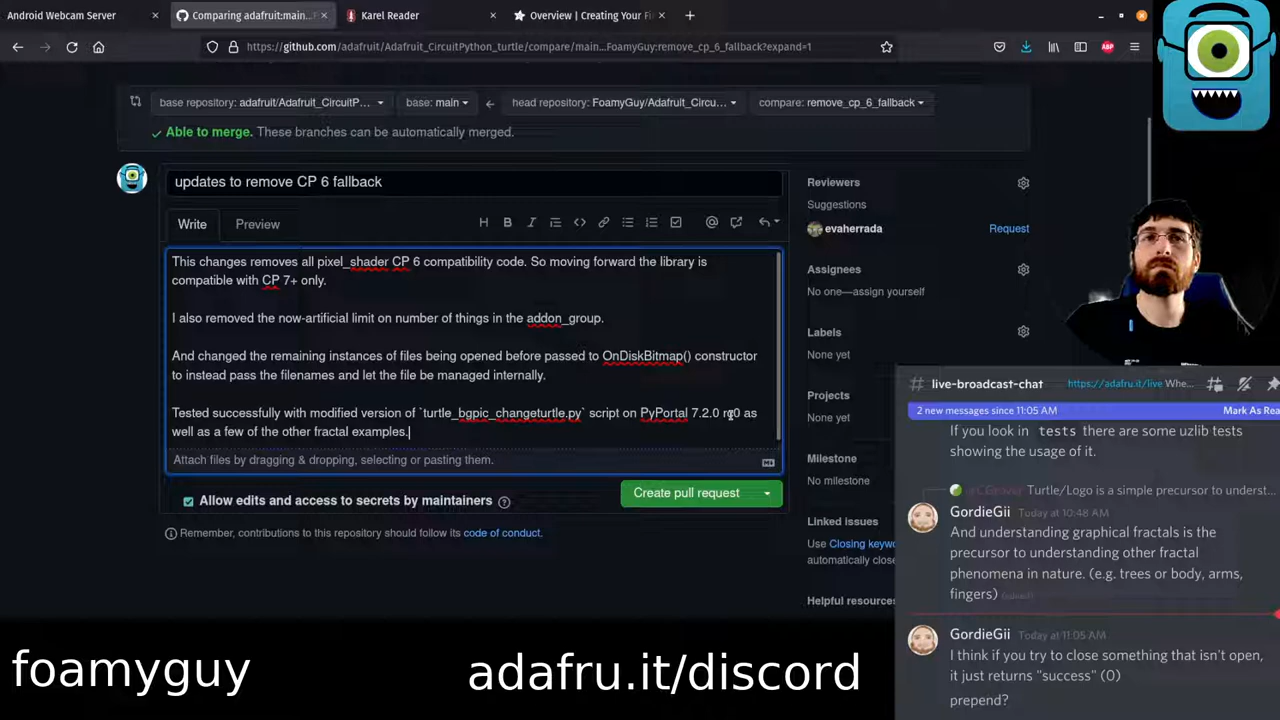 Android Webcam Server
Comparing adafruit:main...F
Karel Reader
Overview | Creating Your Fi
https://github.com/adafruit/Adafruit_CircuitPython_turtle/compare/main...FoamyGuy:remove_cp_6_fallback?expand=1
ABP
base repository: adafruit/Adafruit_CircuitP...
base: main
head repository: FoamyGuy/Adafruit_Circu...
compare: remove_cp_6_fallback
Able to merge. These branches can be automatically merged.
updates to remove CP 6 fallback
Write
Preview
This changes removes all pixel_shader CP 6 compatibility code. So moving forward the library is
compatible with CP 7+ only.
I also removed the now-artificial limit on number of things in the addon_group.
And changed the remaining instances of files being opened before passed to OnDiskBitmap() constructor
to instead pass the filenames and let the file be managed internally.
Tested successfully with modified version of `turtle_bgpic_changeturtle.py` script on PyPortal 7.2.0 rc0 as
well as a few of the other fractal examples.
Attach files by dragging & dropping, selecting or pasting them.
Allow edits and access to secrets by maintainers
Create pull request
Remember, contributions to this repository should follow its code of conduct.
Reviewers
Suggestions
evaherrada
Request
Assignees
No one—assign yourself
Labels
None yet
Projects
None yet
Milestone
No milestone
Linked issues
Use Closing keywo
automatically close
Helpful resources
live-broadcast-chat
https://adafru.it/live Whe...
2 new messages since 11:05 AM
Mark As Rea
If you look in tests there are some uzlib tests
showing the usage of it.
Turtle/Logo is a simple precursor to underst...
GordieGii Today at 10:48 AM
And understanding graphical fractals is the
precursor to understanding other fractal
phenomena in nature. (e.g. trees or body, arms,
fingers) (edited)
GordieGii Today at 11:05 AM
I think if you try to close something that isn't open,
it just returns "success" (0)
prepend?
foamyguy
adafru.it/discord